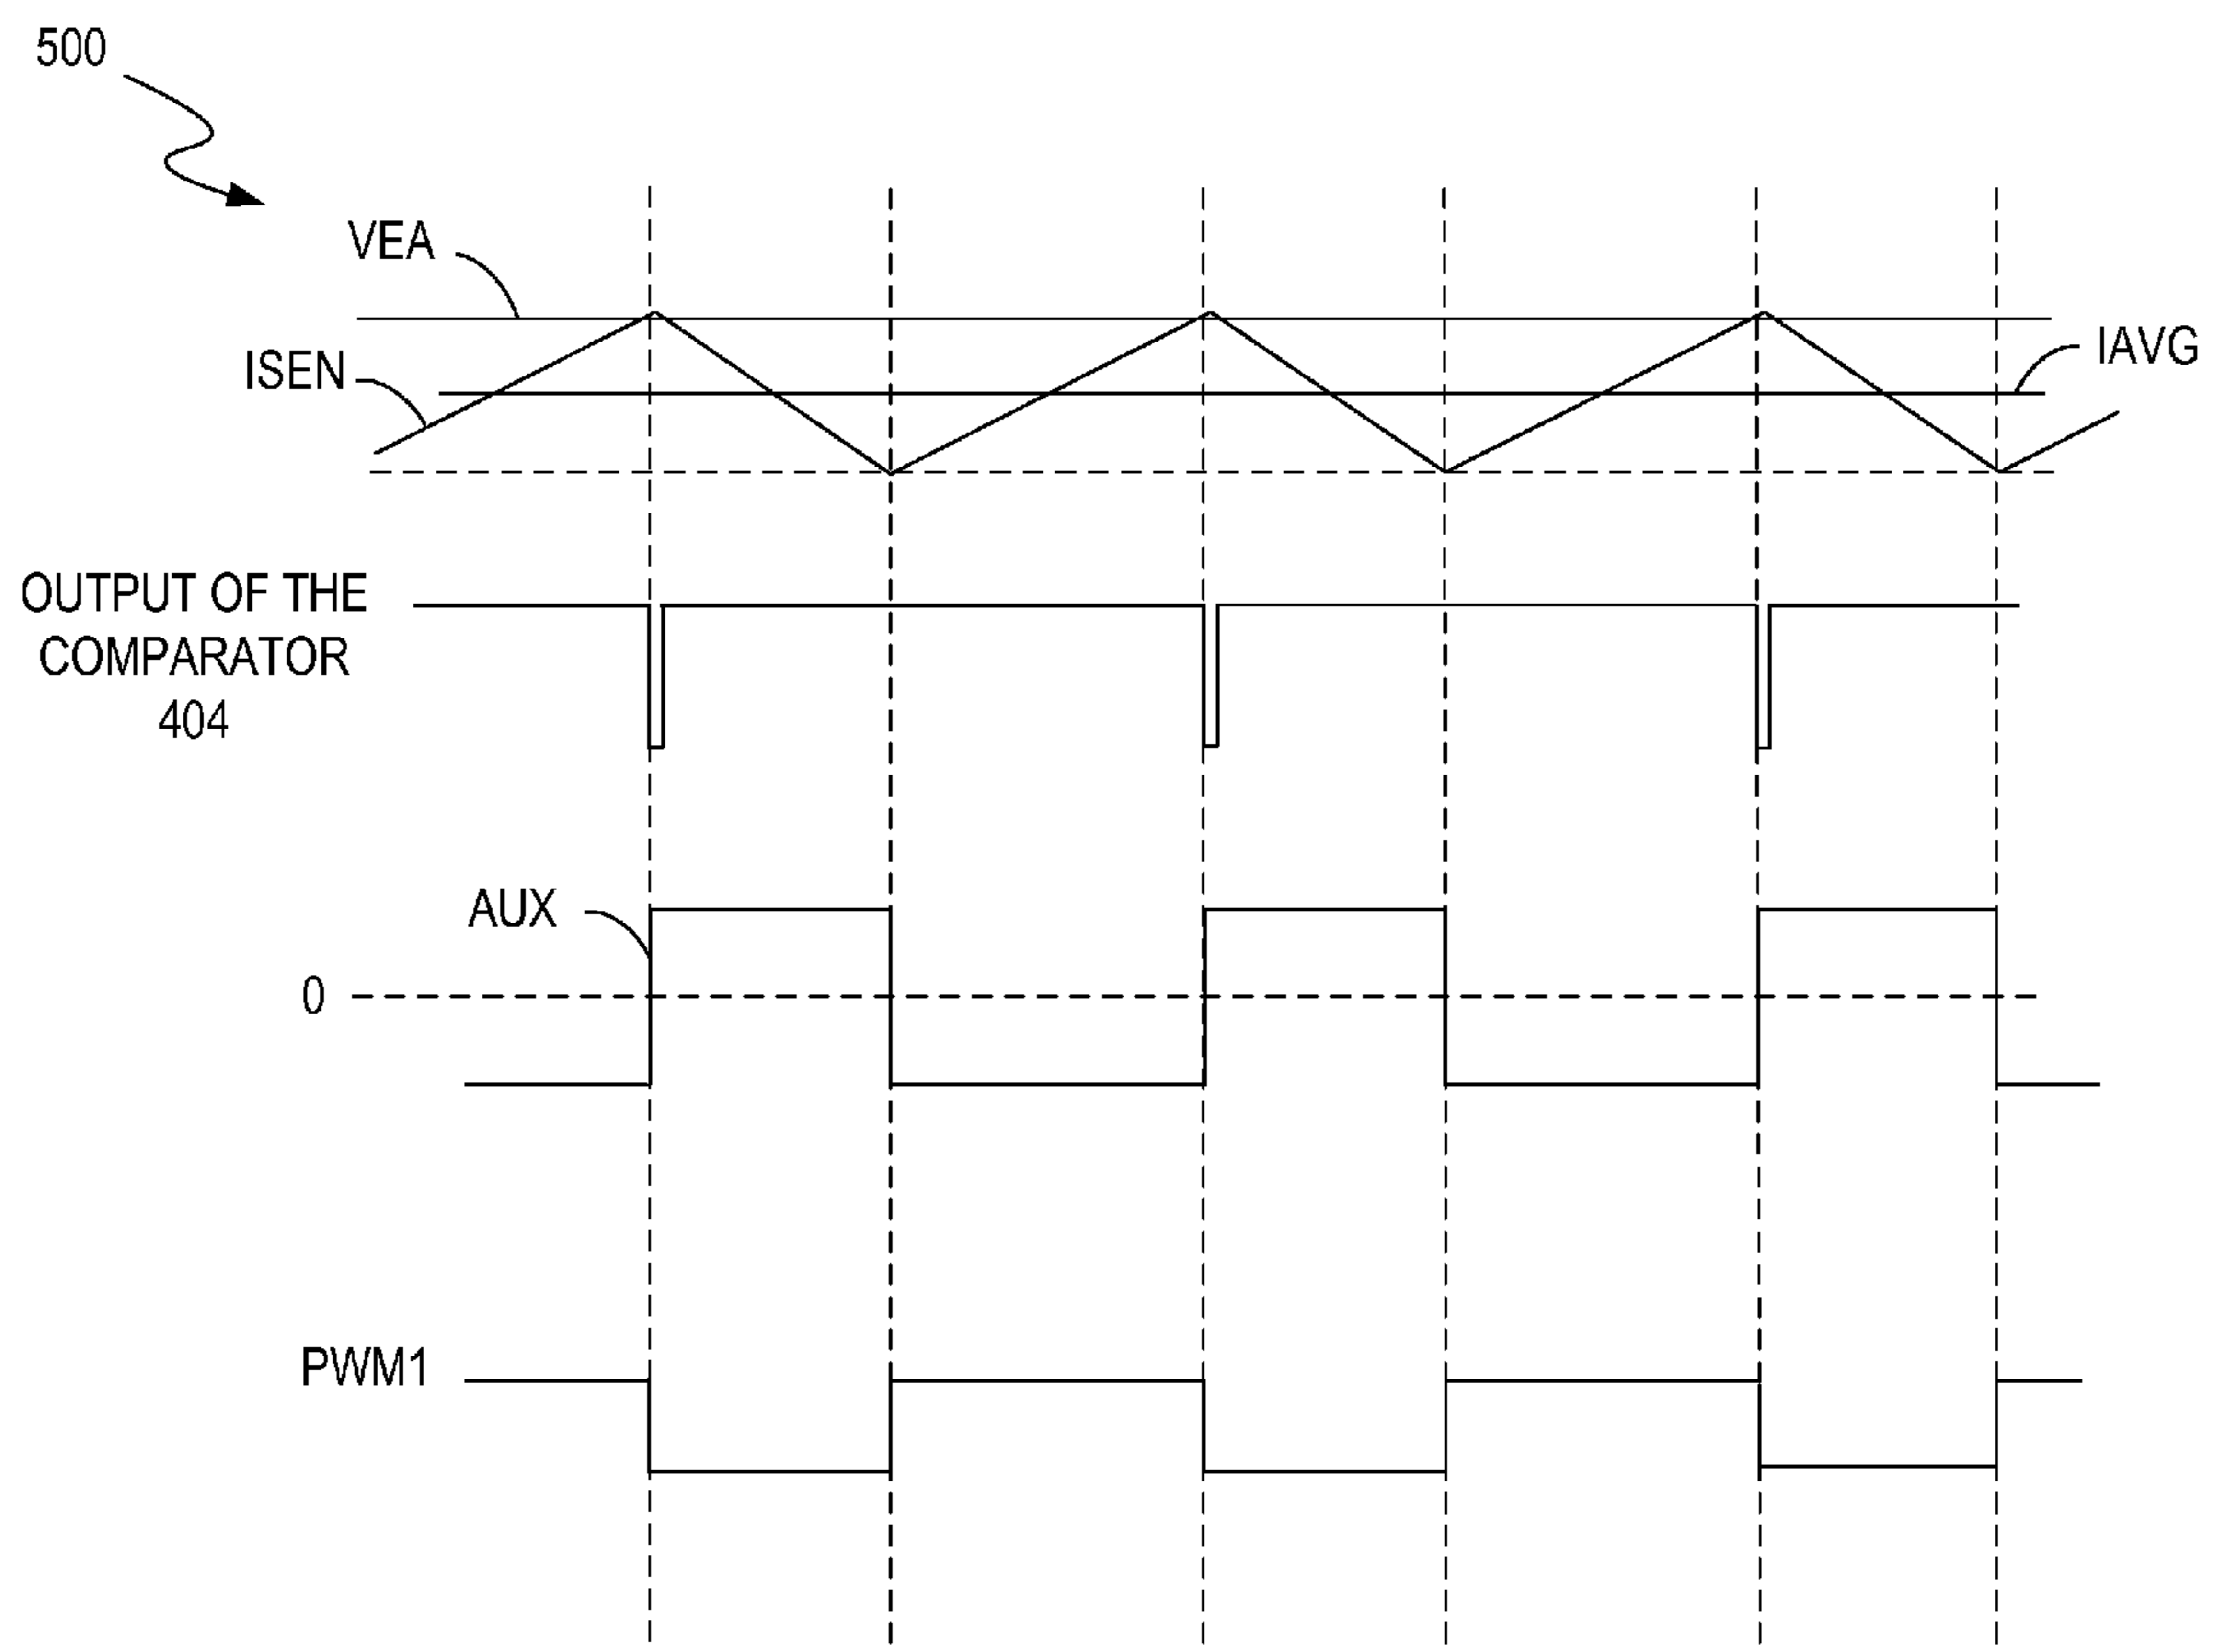 500
VEA
ISEN
IAVG
OUTPUT OF THE
COMPARATOR
404
AUX
0
PWM1